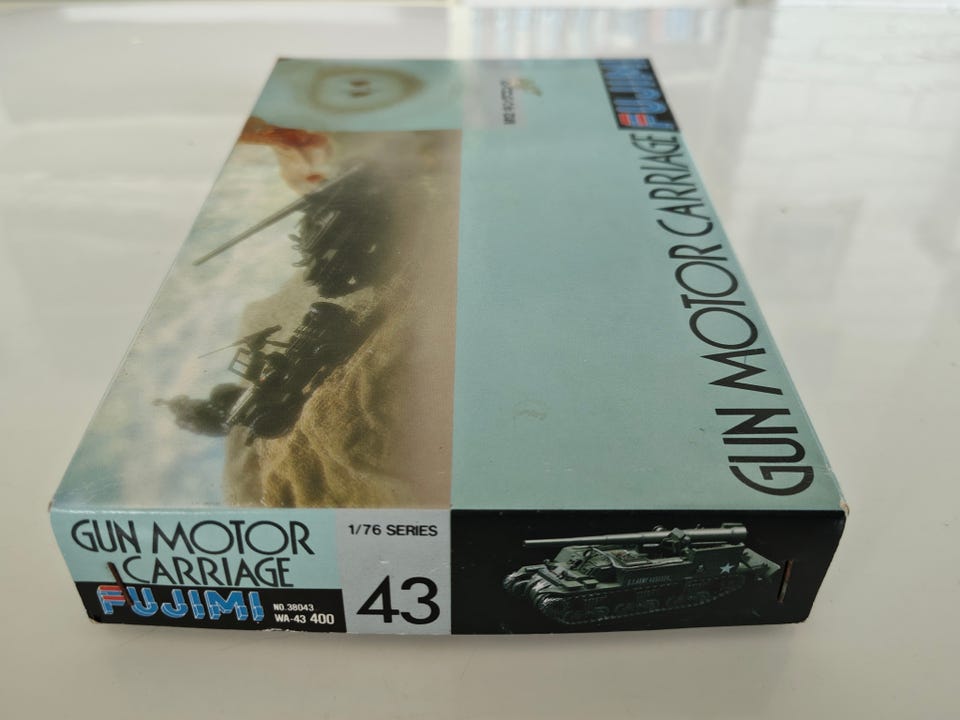 FUJIMI
GUN MOTOR CARRIAGE
GUN MOTOR
CARRIAGE
FUJIMI
NO.38043
WA-43 400
1/76 SERIES
43